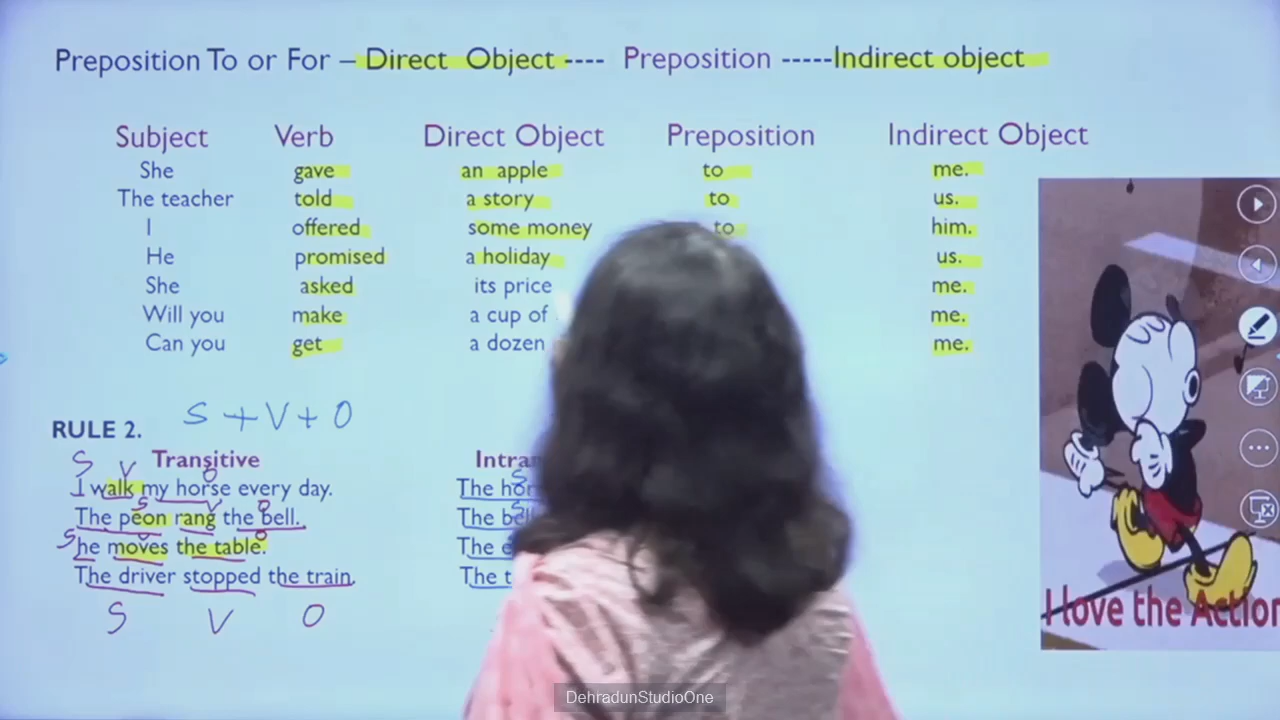 Preposition To or For – Direct Object ---- Preposition -----Indirect object
Subject Verb Direct Object Preposition Indirect Object
She gave an apple to me.
The teacher told a story to us.
I offered some money to him.
He promised a holiday us.
She asked its price me.
Will you make a cup of me.
Can you get a dozen me.
S + V + O
RULE 2.
S V Transitive
O
I walk my horse every day. The S
S V O
The peon rang the bell. The S
S V O
She moves the table. The
The driver stopped the train. The
S V O
I love the Action
DehradunStudioOne